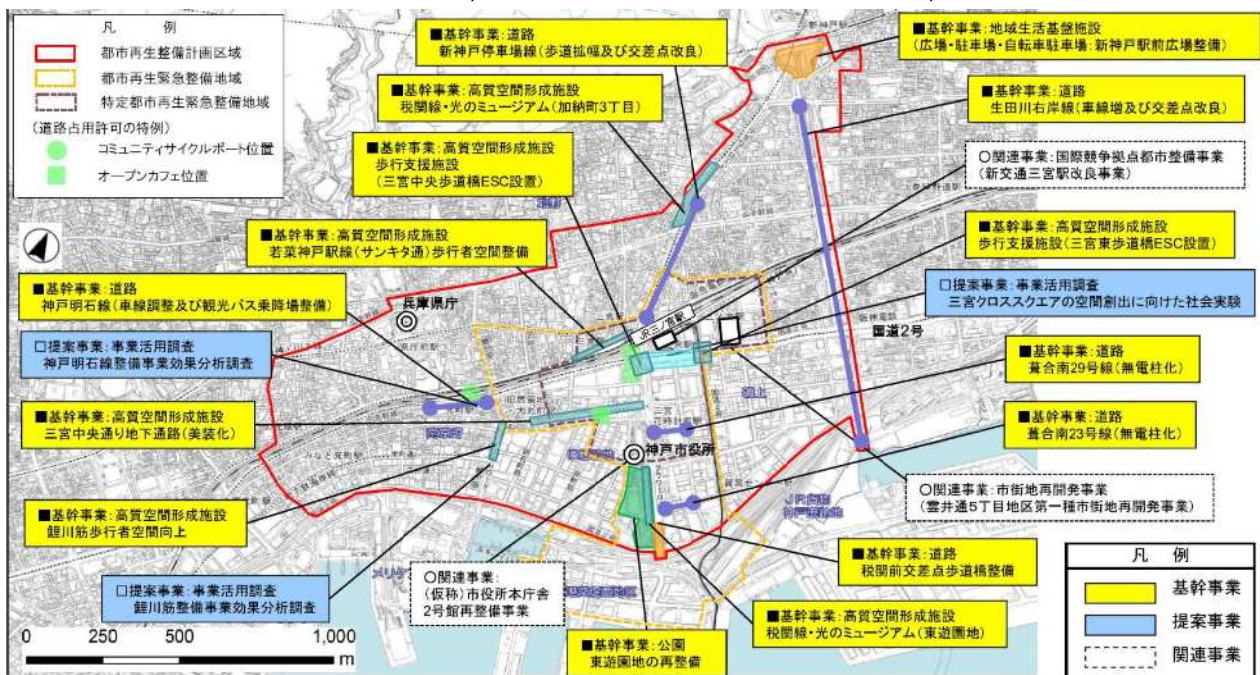 凡　例
都市再生整備計画区域
都市再生緊急整備地域
特定都市再生緊急整備地域
(道路占用許可の特例)
コミュニティサイクルポート位置
オープンカフェ位置
■基幹事業：道路
新神戸停車場線(歩道拡幅及び交差点改良)
■基幹事業：高質空間形成施設
税関線・光のミュージアム(加納町3丁目)
■基幹事業：高質空間形成施設
歩行支援施設
(三宮中央歩道橋ESC設置)
■基幹事業：高質空間形成施設
若菜神戸駅線(サンキタ通)歩行者空間整備
■基幹事業：道路
神戸明石線(車線調整及び観光バス乗降場整備)
□提案事業：事業活用調査
神戸明石線整備事業効果分析調査
■基幹事業：高質空間形成施設
三宮中央通り地下通路(美装化)
■基幹事業：高質空間形成施設
鯉川筋歩行者空間向上
□提案事業：事業活用調査
鯉川筋整備事業効果分析調査
○関連事業：
(仮称)市役所本庁舎
2号館再整備事業
■基幹事業：公園
東遊園地の再整備
■基幹事業：高質空間形成施設
税関線・光のミュージアム(東遊園地)
■基幹事業：道路
税関前交差点歩道橋整備
■基幹事業：地域生活基盤施設
(広場・駐車場・自転車駐車場：新神戸駅前広場整備)
■基幹事業：道路
生田川右岸線(車線増及び交差点改良)
○関連事業：国際競争拠点都市整備事業
(新交通三宮駅改良事業)
■基幹事業：高質空間形成施設
歩行支援施設(三宮東歩道橋ESC設置)
□提案事業：事業活用調査
三宮クロススクエアの空間創出に向けた社会実験
■基幹事業：道路
葺合南29号線(無電柱化)
■基幹事業：道路
葺合南23号線(無電柱化)
○関連事業：市街地再開発事業
(雲井通5丁目地区第一種市街地再開発事業)
新神戸駅
兵庫県庁
県庁前駅
JR三ノ宮駅
国道2号
神戸市役所
みなと元町駅
0 250 500 1,000
m
凡　例
基幹事業
提案事業
関連事業